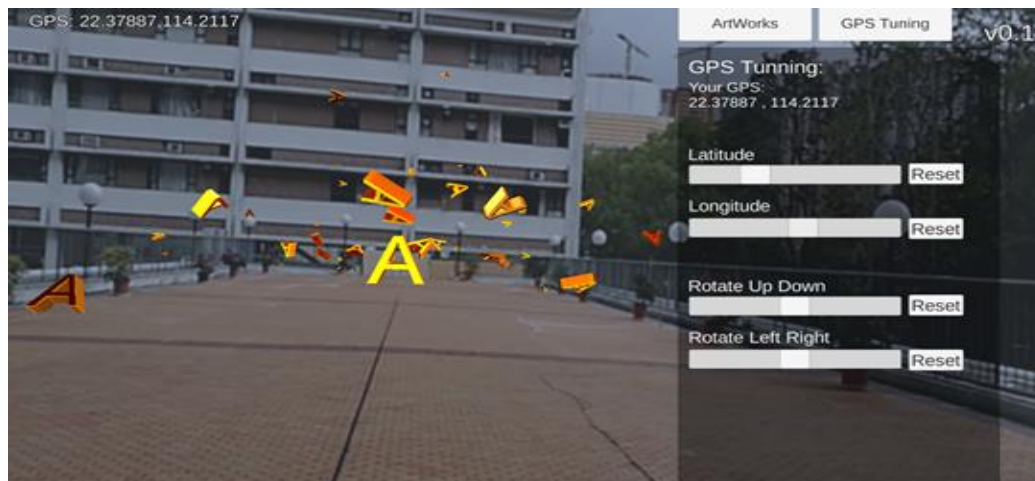 GPS: 22.37887,114.2117
ArtWorks
GPS Tuning
v0.1
GPS Tunning:
Your GPS:
22.37887 , 114.2117
Latitude
Reset
Longitude
Reset
Rotate Up Down
Reset
Rotate Left Right
Reset
A